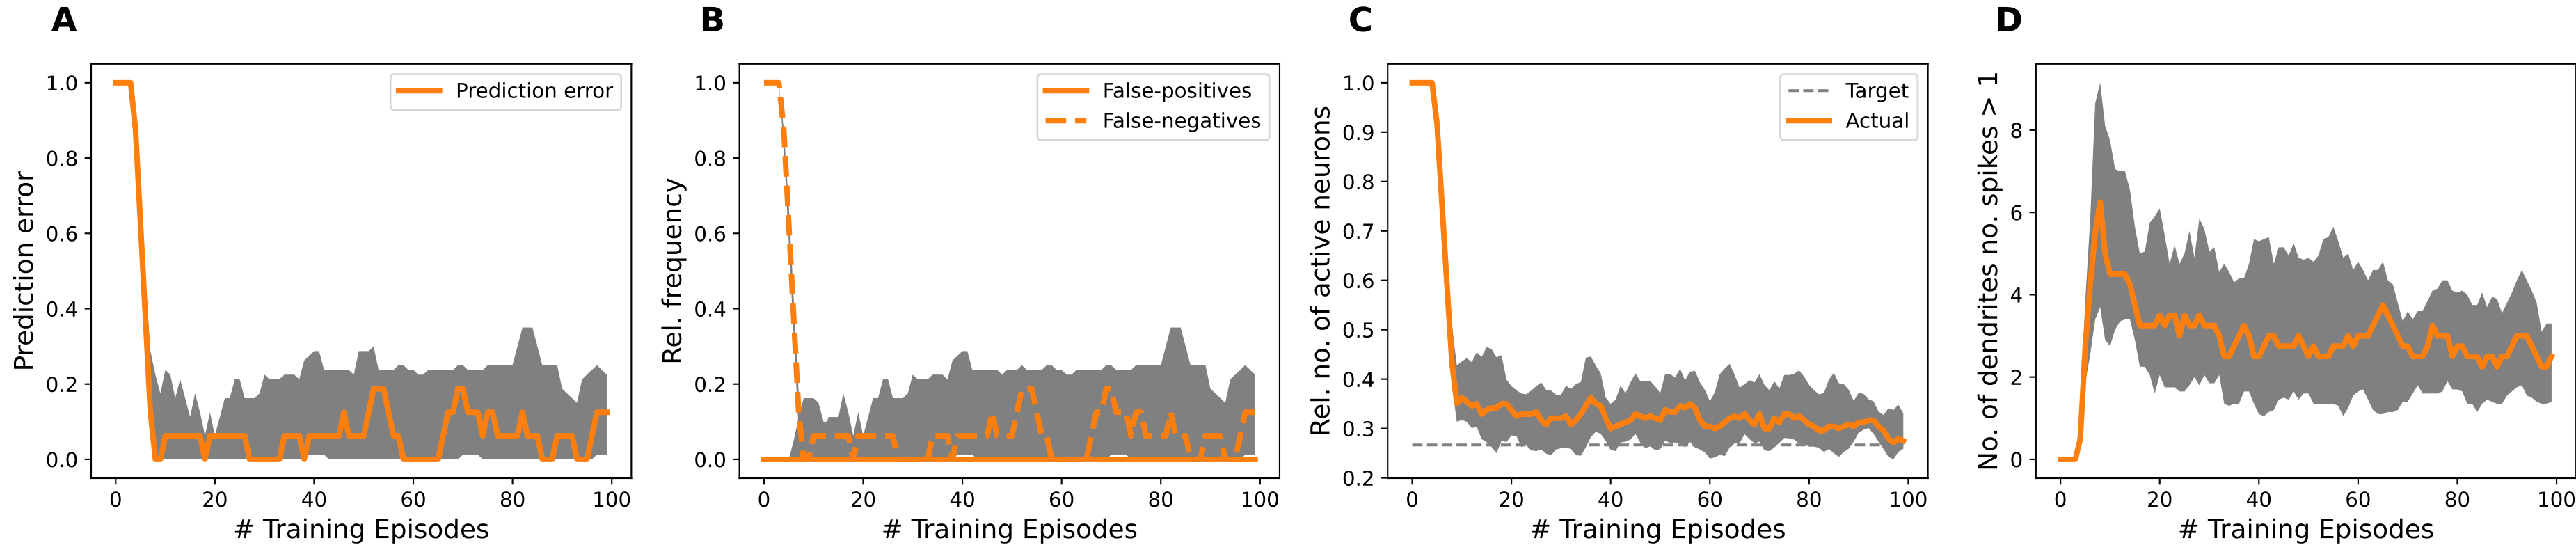 A
Prediction error
1.0
0.8
0.6
0.4
0.2
0.0
Prediction error
0
20
40
60
80
100
# Training Episodes
B
Rel. frequency
1.0
0.8
0.6
0.4
0.2
0.0
False-positives
False-negatives
0
20
40
60
80
100
# Training Episodes
C
Rel. no. of active neurons
1.0
0.9
0.8
0.7
0.6
0.5
0.4
0.3
0.2
Target
Actual
0
20
40
60
80
100
# Training Episodes
D
No. of dendrites no. spikes > 1
8
6
4
2
0
0
20
40
60
80
100
# Training Episodes